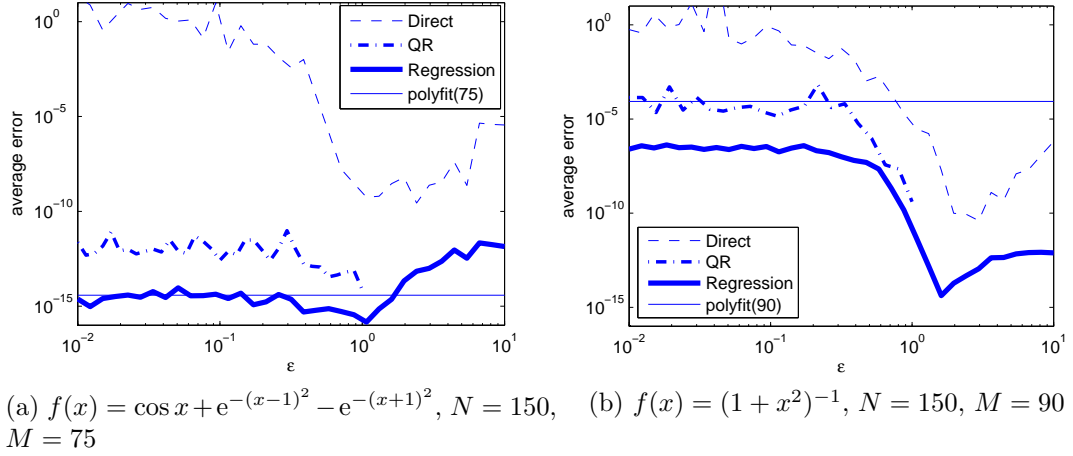 10^0
10^{-5}
10^{-10}
10^{-15}
average error
Direct
QR
Regression
polyfit(75)
10^{-2}
10^{-1}
10^0
10^1
ε
10^0
10^{-5}
10^{-10}
10^{-15}
average error
Direct
QR
Regression
polyfit(90)
10^{-2}
10^{-1}
10^0
10^1
ε
(a) f(x) = cos x + e^{-(x-1)^2} - e^{-(x+1)^2}, N = 150,
M = 75
(b) f(x) = (1 + x^2)^{-1}, N = 150, M = 90